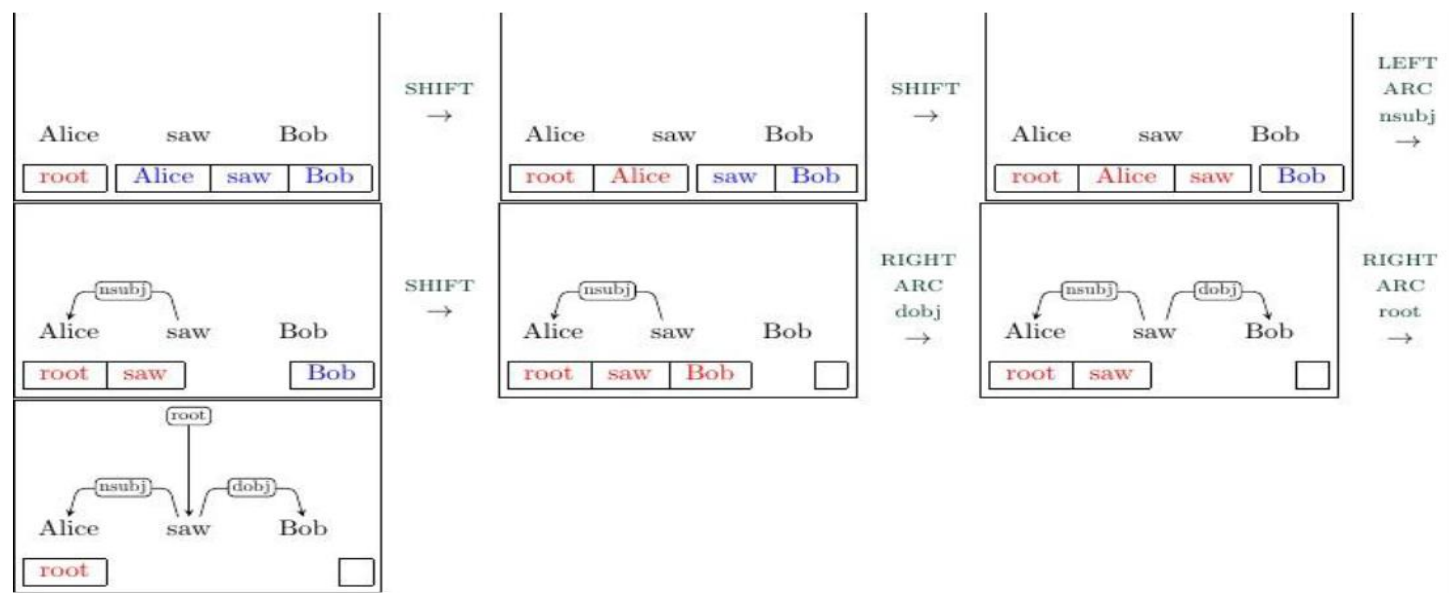 SHIFT
→
SHIFT
→
LEFT
ARC
nsubj
→
Alice saw Bob
root Alice saw Bob
Alice saw Bob
root Alice saw Bob
Alice saw Bob
root Alice saw Bob
nsubj
Alice saw Bob
root saw Bob
SHIFT
→
nsubj
Alice saw Bob
root saw Bob
RIGHT
ARC
dobj
→
nsubj dobj
Alice saw Bob
root saw
RIGHT
ARC
root
→
root
nsubj dobj
Alice saw Bob
root